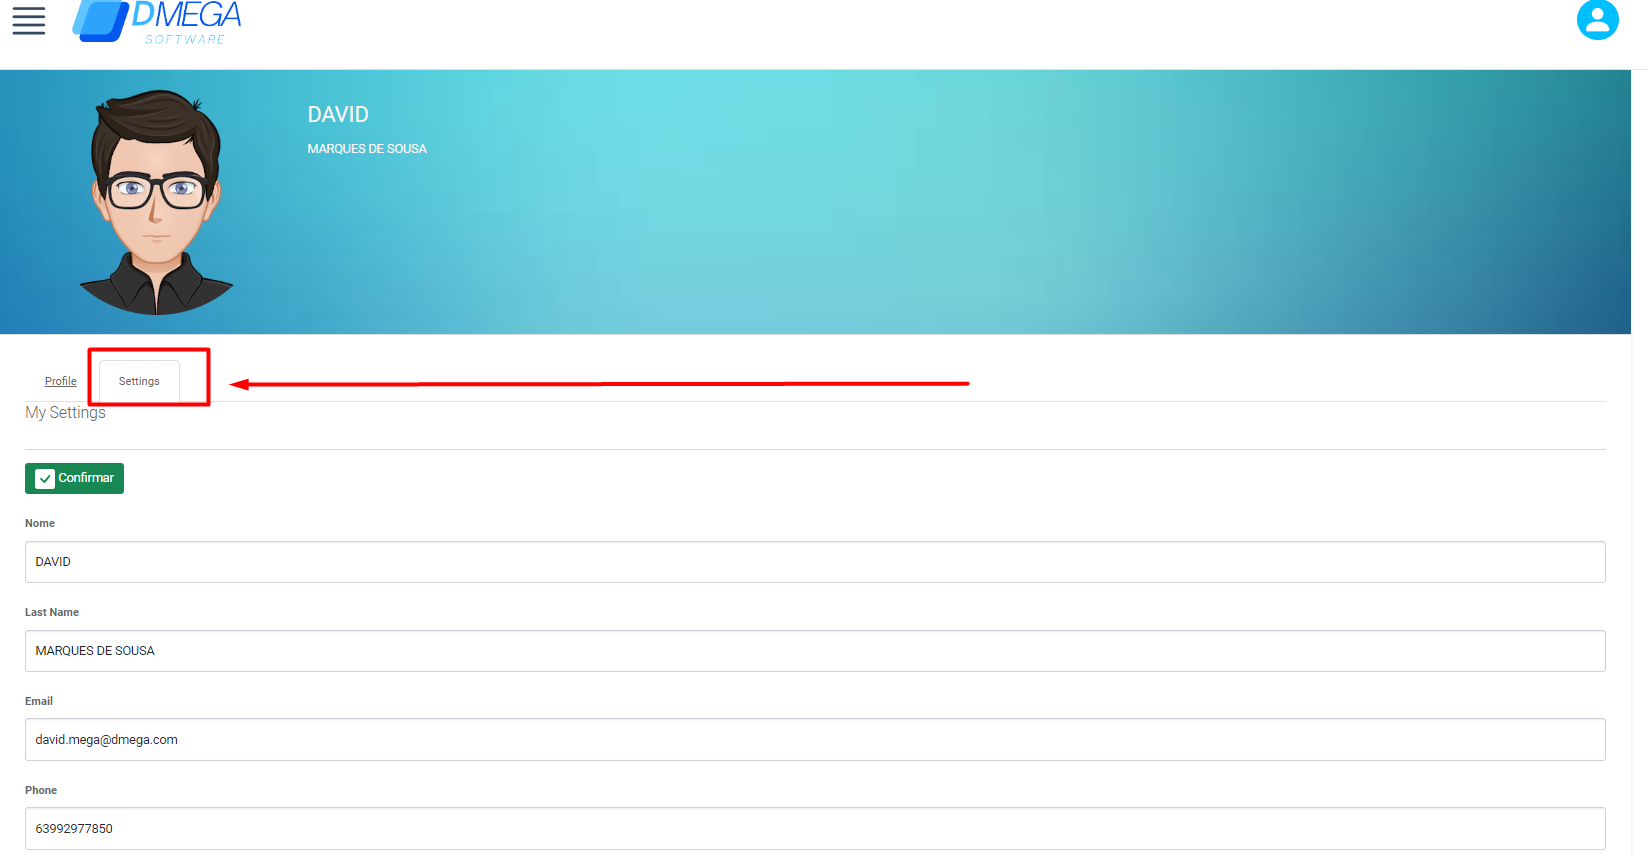 DMEGA
SOFTWARE
DAVID
MARQUES DE SOUSA
Profile
Settings
My Settings
Confirmar
Nome
DAVID
Last Name
MARQUES DE SOUSA
Email
david.mega@dmega.com
Phone
63992977850